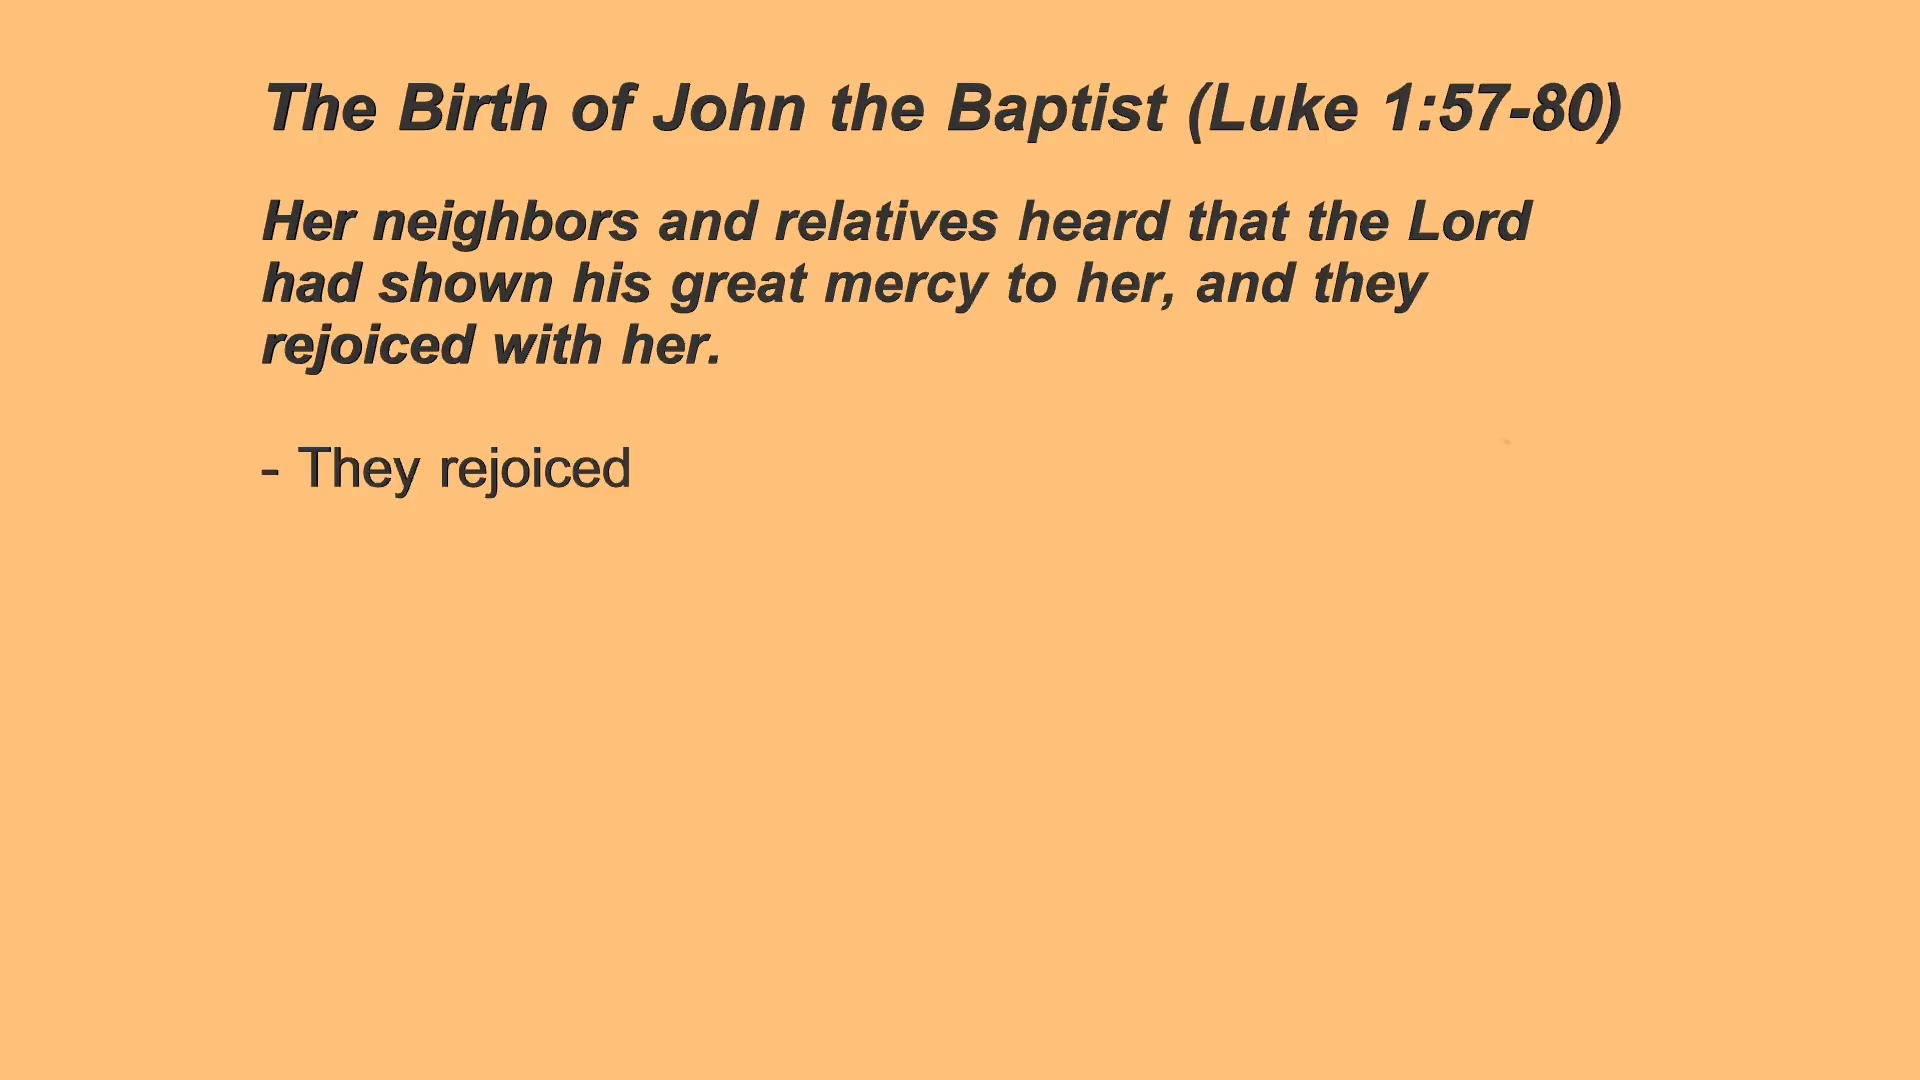 The Birth of John the Baptist (Luke 1:57-80)
Her neighbors and relatives heard that the Lord
had shown his great mercy to her, and they
rejoiced with her.
- They rejoiced